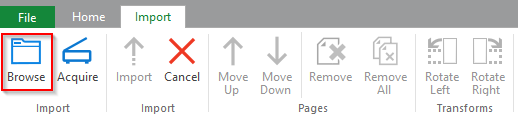 File Home Import
Browse Acquire Import Cancel Move Up Move Down Remove Remove All Rotate Left Rotate Right
Import Import Pages Transforms